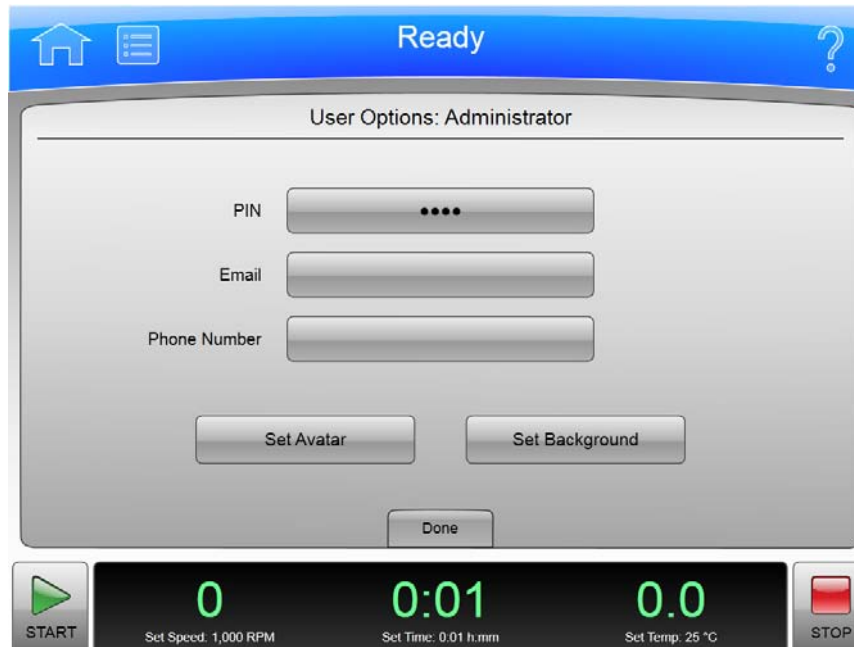 Ready
User Options: Administrator
PIN ••••
Email
Phone Number
Set Avatar Set Background
Done
0 0:01 0.0
START Set Speed: 1,000 RPM Set Time: 0:01 h:mm Set Temp: 25 °C STOP